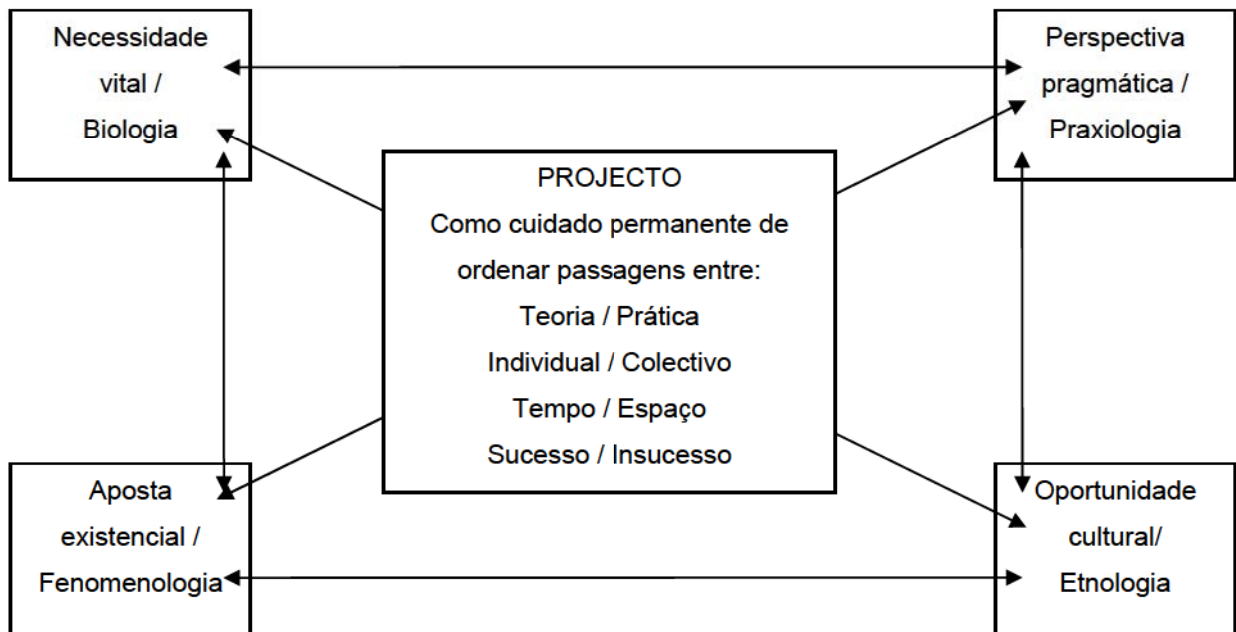 Necessidade
vital /
Biologia
Perspectiva
pragmática /
Praxiologia
PROJECTO
Como cuidado permanente de
ordenar passagens entre:
Teoria / Prática
Individual / Colectivo
Tempo / Espaço
Sucesso / Insucesso
Aposta
existencial /
Fenomenologia
Oportunidade
cultural/
Etnologia